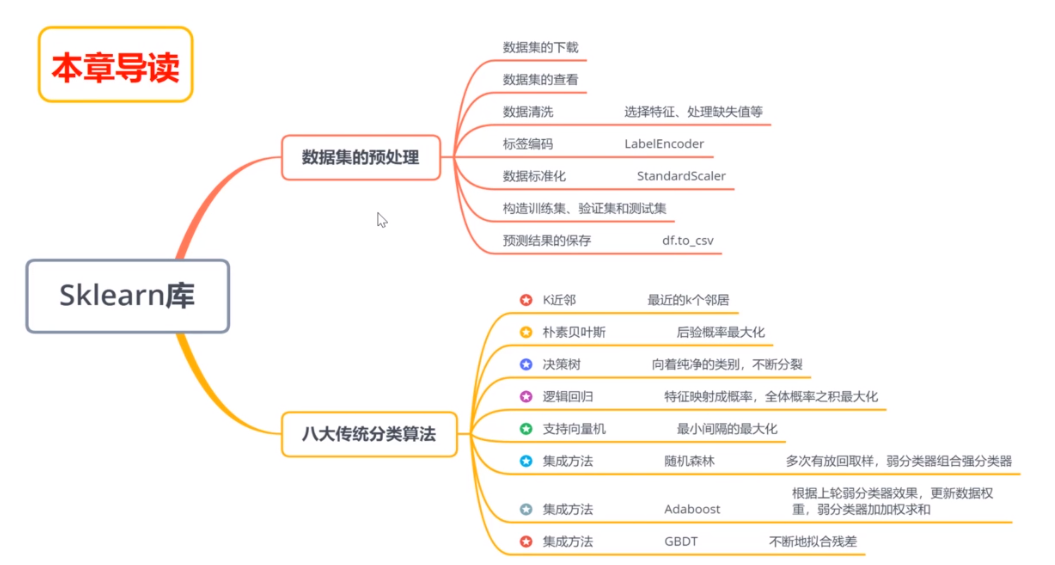 本章导读
Sklearn库
数据集的预处理
数据集的下载
数据集的查看
数据清洗 选择特征、处理缺失值等
标签编码 LabelEncoder
数据标准化 StandardScaler
构造训练集、验证集和测试集
预测结果的保存 df.to_csv
八大传统分类算法
K近邻 最近的k个邻居
朴素贝叶斯 后验概率最大化
决策树 向着纯净的类别，不断分裂
逻辑回归 特征映射成概率，全体概率之积最大化
支持向量机 最小间隔的最大化
集成方法 随机森林 多次有放回取样，弱分类器组合强分类器
集成方法 Adaboost 根据上轮弱分类器效果，更新数据权
重，弱分类器加加权求和
集成方法 GBDT 不断地拟合残差